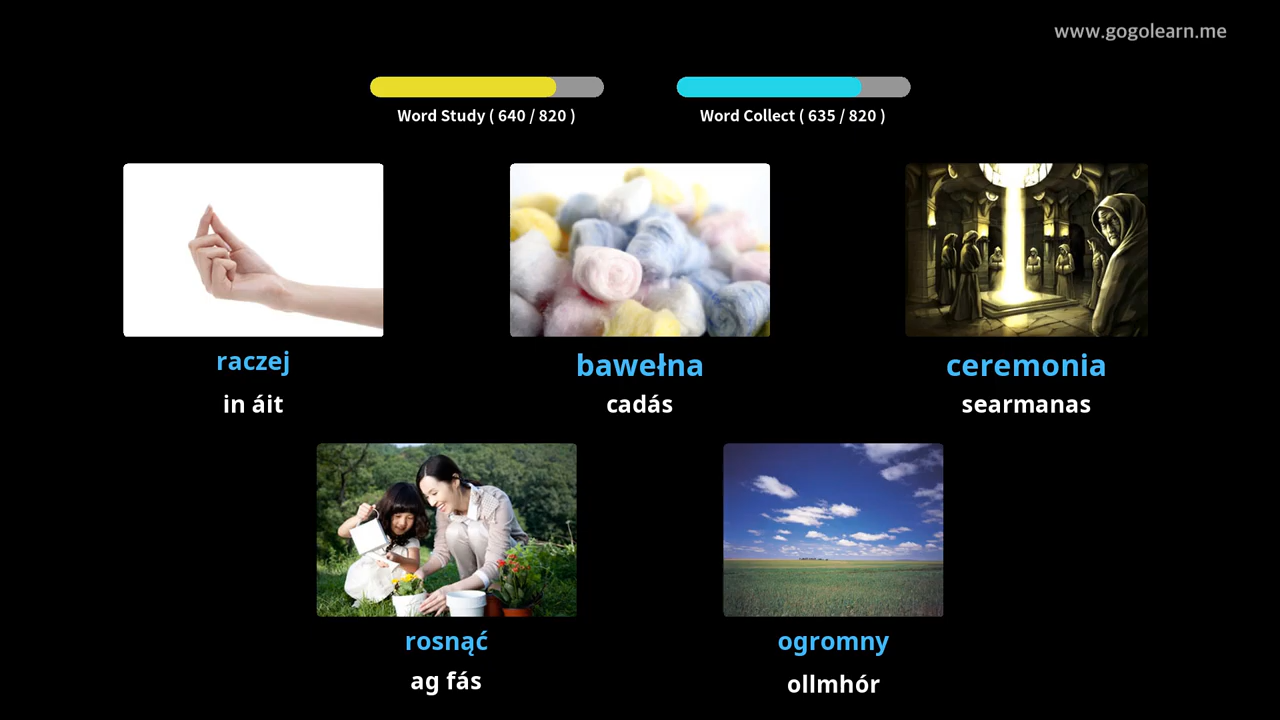 www.gogolearn.me
Word Study ( 640 / 820 )
Word Collect ( 635 / 820 )
raczej
in áit
bawełna
cadás
ceremonia
searmanas
rosnąć
ag fás
ogromny
ollmhór